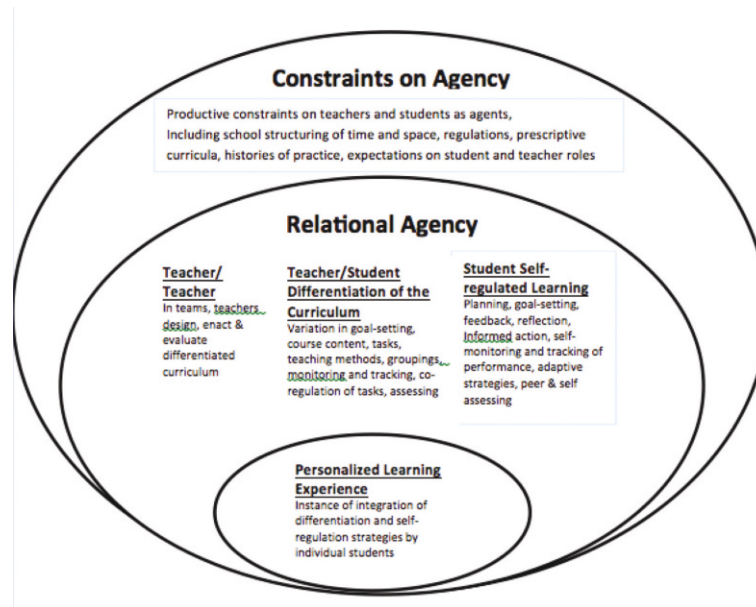 Constraints on Agency
Productive constraints on teachers and students as agents,
Including school structuring of time and space, regulations, prescriptive
curricula, histories of practice, expectations on student and teacher roles
Relational Agency
Teacher/
Teacher
In teams, teachers
design, enact &
evaluate
differentiated
curriculum
Teacher/Student
Differentiation of the
Curriculum
Variation in goal-setting,
course content, tasks,
teaching methods, groupings,
monitoring and tracking, co-
regulation of tasks, assessing
Student Self-
regulated Learning
Planning, goal-setting,
feedback, reflection,
Informed action, self-
monitoring and tracking of
performance, adaptive
strategies, peer & self
assessing
Personalized Learning
Experience
Instance of integration of
differentiation and self-
regulation strategies by
individual students